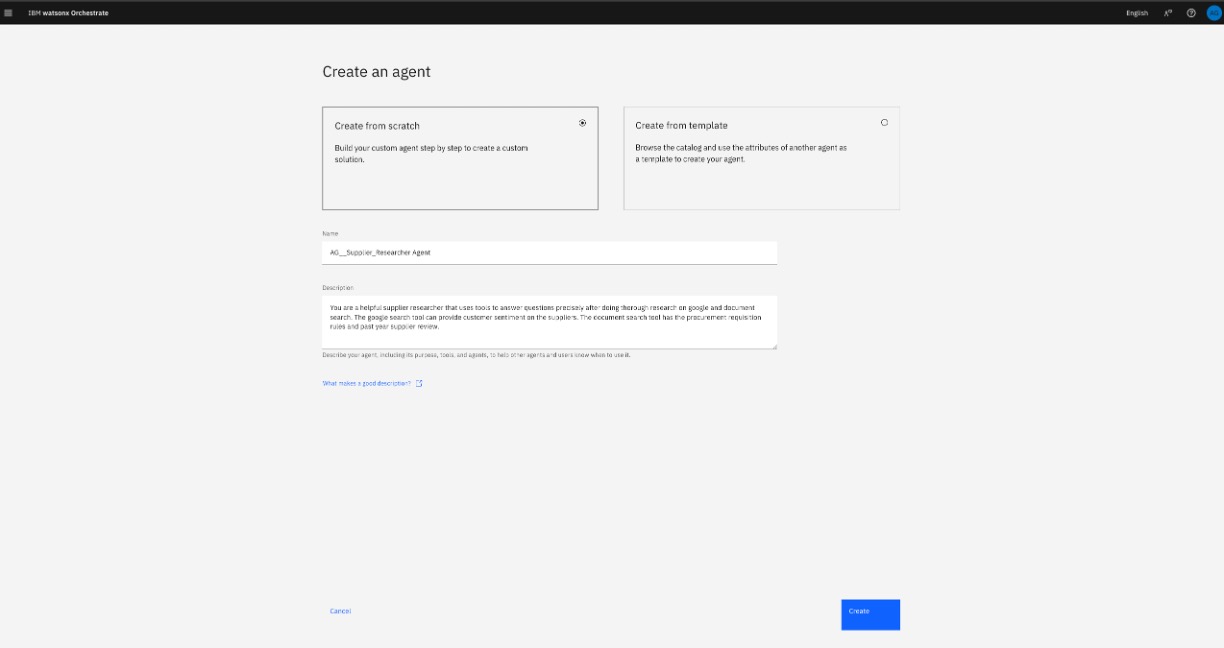 IBM watsonx Orchestrate
English
AG
Create an agent
Create from scratch
Build your custom agent step by step to create a custom
solution.
Create from template
Browse the catalog and use the attributes of another agent as
a template to create your agent.
Name
AG__Supplier_Researcher Agent
Description
You are a helpful supplier researcher that uses tools to answer questions precisely after doing thorough research on google and document
search. The google search tool can provide customer sentiment on the suppliers. The document search tool has the procurement requisition
rules and past year supplier review.
Describe your agent, including its purpose, tools, and agents, to help other agents and users know when to use it.
What makes a good description?
Cancel
Create